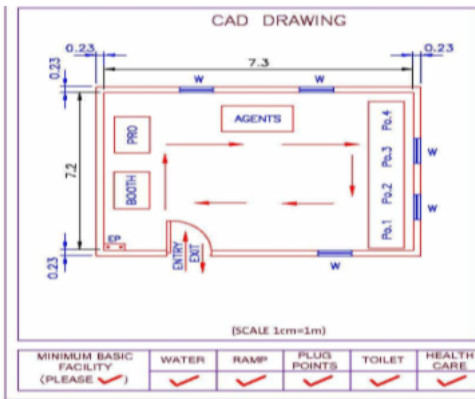 CAD DRAWING
0.23
0.23
7.3
0.23
W
W
AGENTS
PRO
BOOTH
7.2
Po.4
Po.3
Po.2
Po.1
W
W
ENTRY
EXIT
0.23
W
(SCALE 1cm=1m)
MINIMUM BASIC
FACILITY
(PLEASE ✓)
WATER
RAMP
PLUG
POINTS
TOILET
HEALTH
CARE